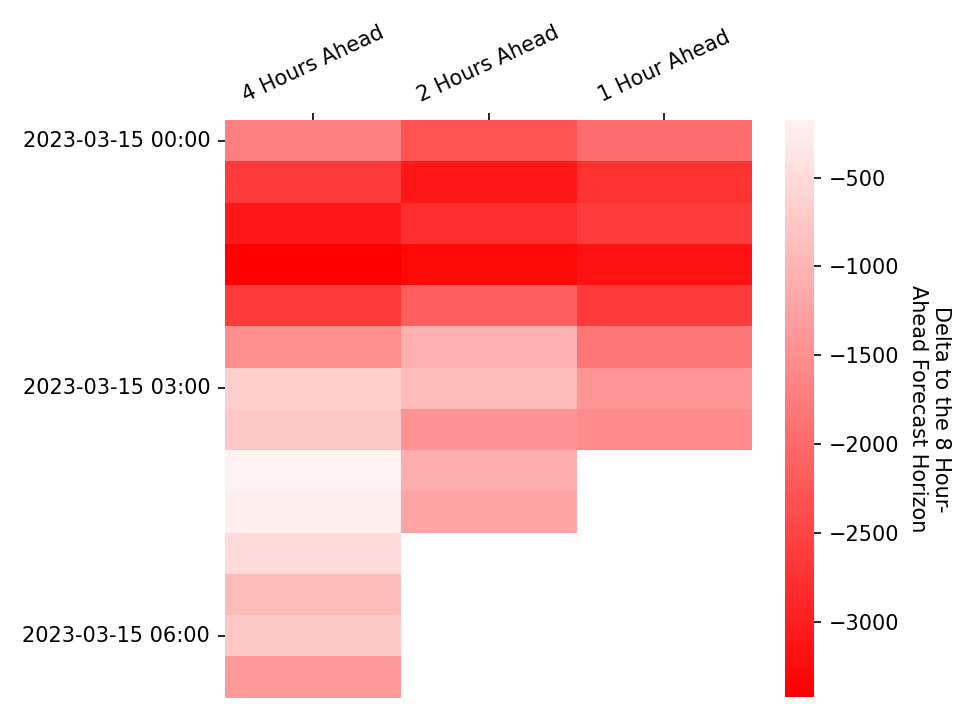 4 Hours Ahead
2 Hours Ahead
1 Hour Ahead
2023-03-15 00:00
2023-03-15 03:00
2023-03-15 06:00
−500
−1000
−1500
−2000
−2500
−3000
Delta to the 8 Hour-
Ahead Forecast Horizon